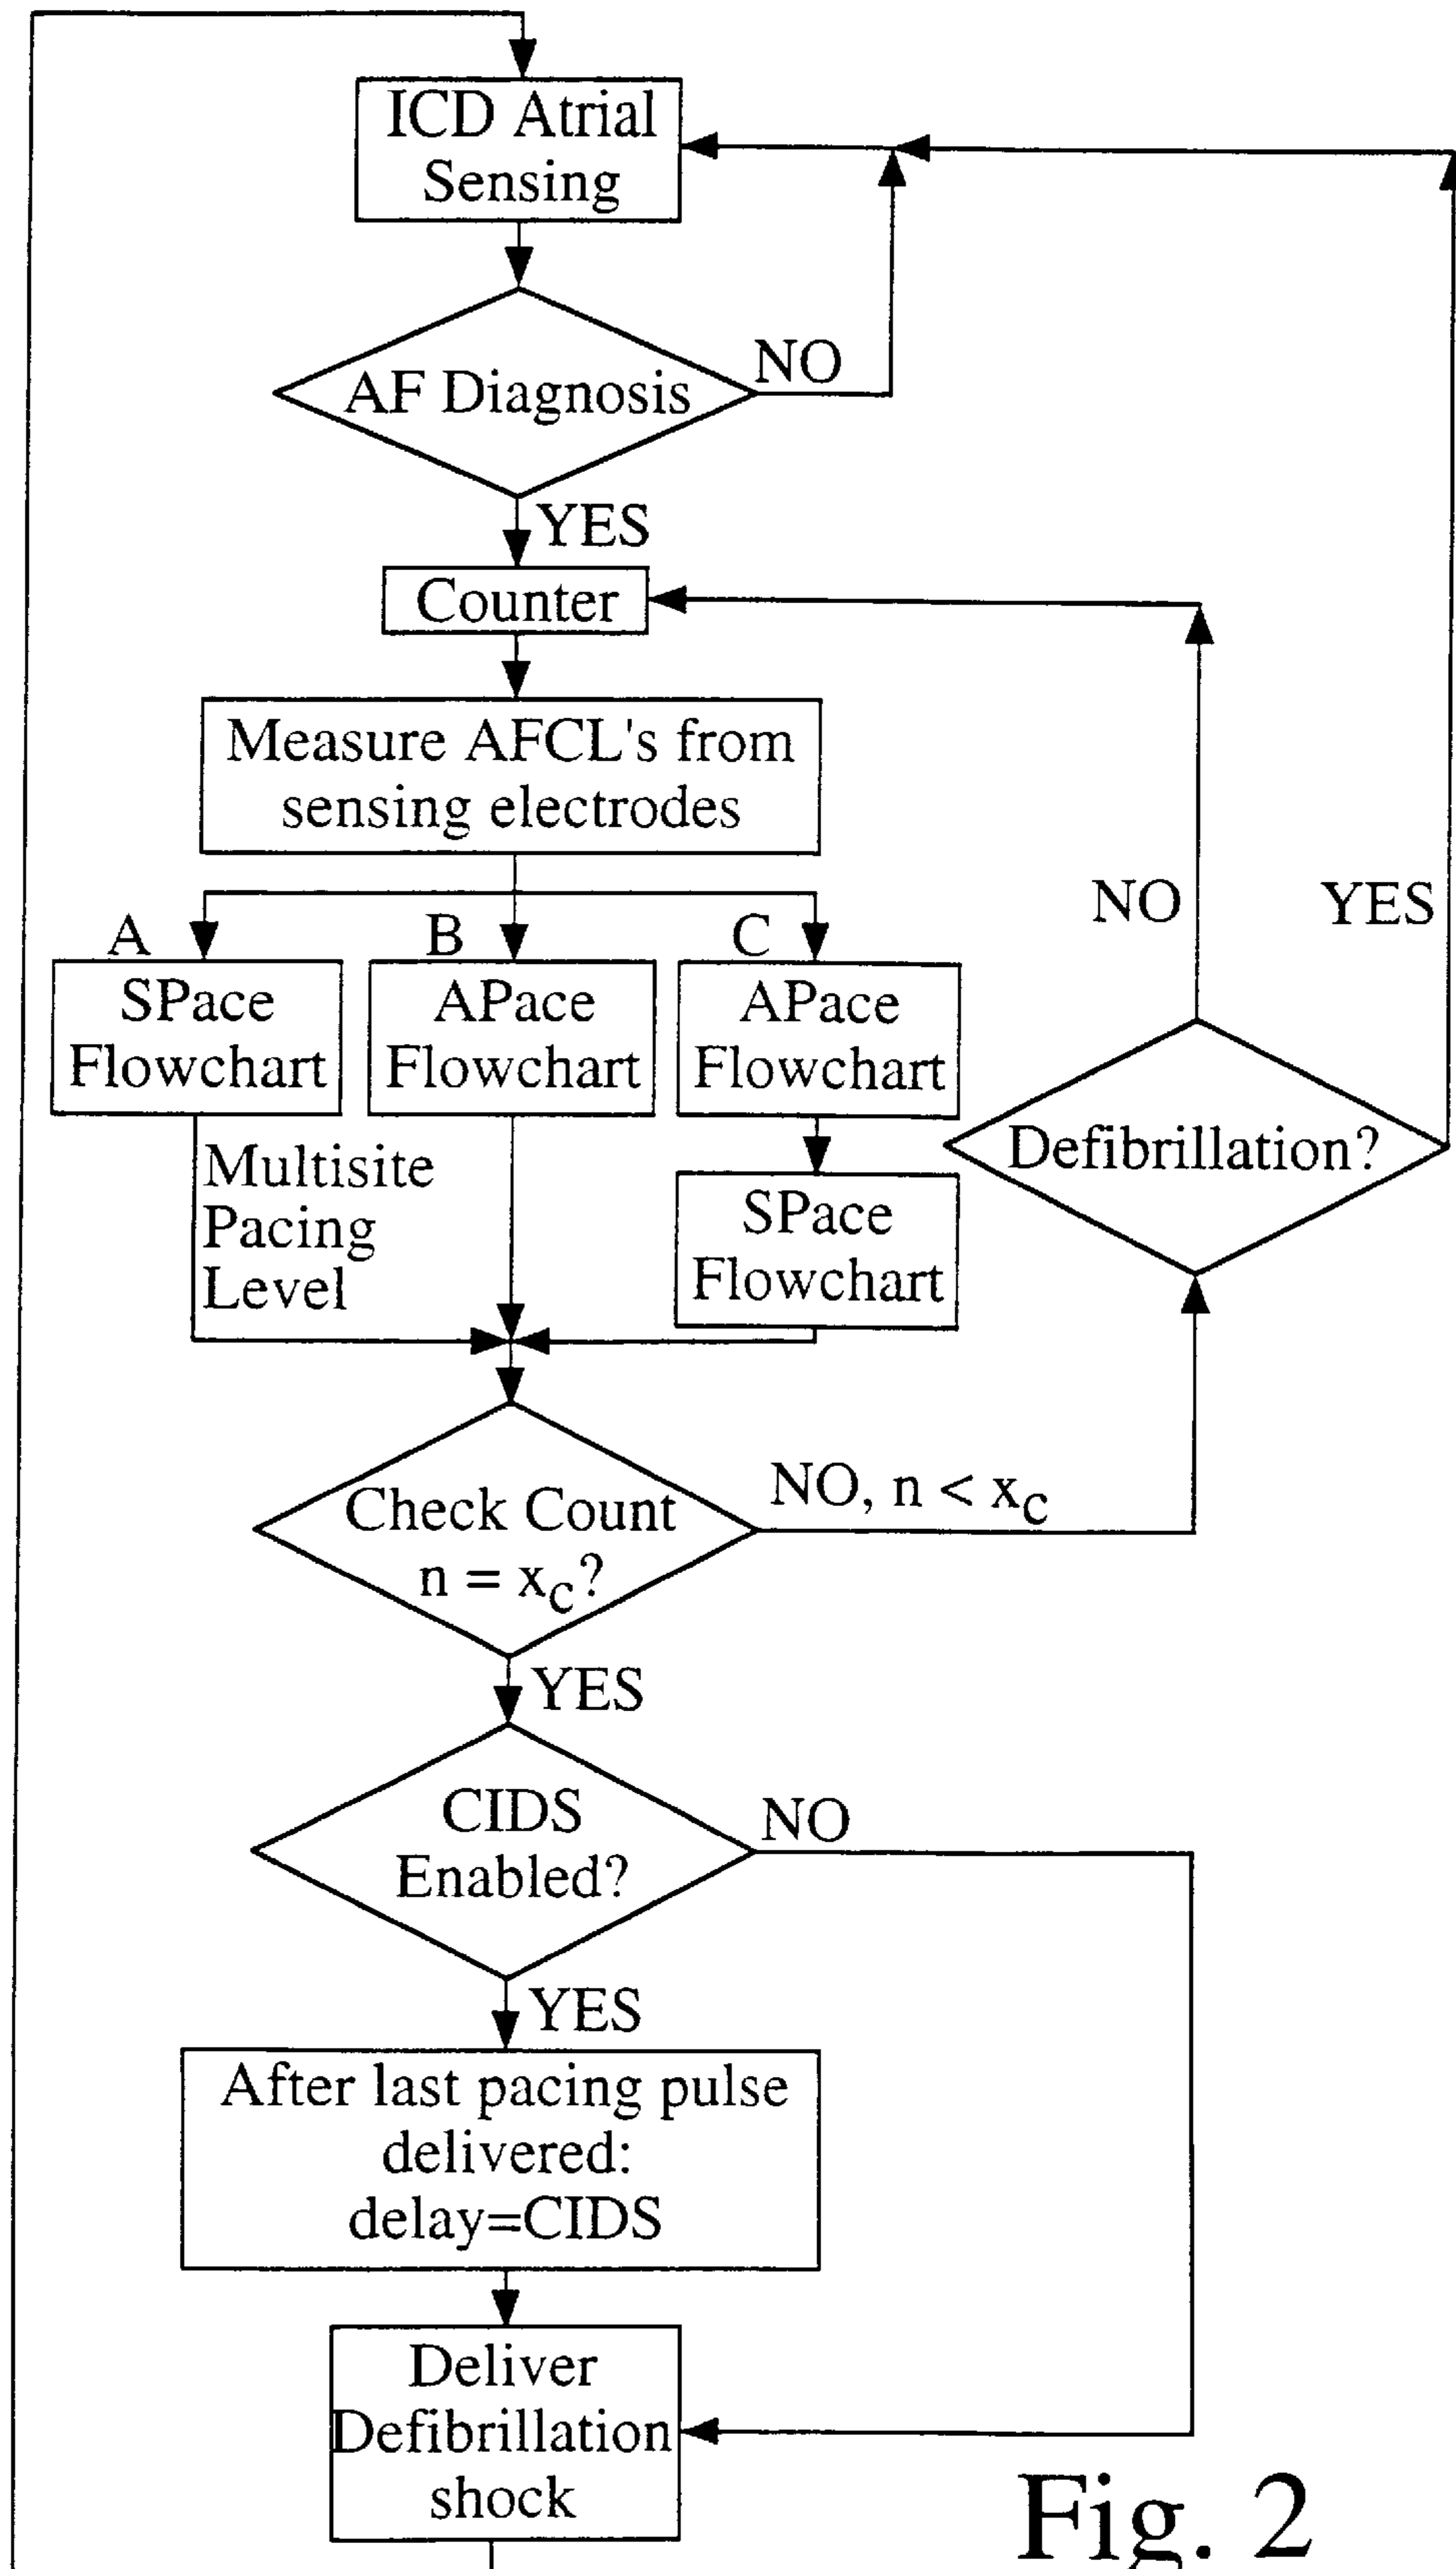 ICD Atrial
Sensing
AF Diagnosis
NO
YES
Counter
Measure AFCL's from
sensing electrodes
A
B
C
SPace
Flowchart
APace
Flowchart
APace
Flowchart
NO
YES
Defibrillation?
Multisite
Pacing
Level
SPace
Flowchart
Check Count
n = xc?
NO, n < xc
YES
CIDS
Enabled?
NO
YES
After last pacing pulse
delivered:
delay=CIDS
Deliver
Defibrillation
shock
Fig. 2